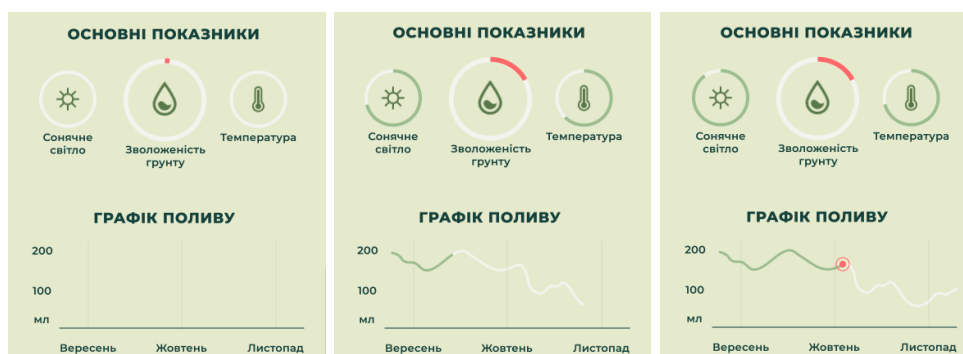 ОСНОВНІ ПОКАЗНИКИ
Сонячне
світло
Зволоженість
грунту
Температура
ГРАФІК ПОЛИВУ
200
100
мл
Вересень Жовтень Листопад
ОСНОВНІ ПОКАЗНИКИ
Сонячне
світло
Зволоженість
грунту
Температура
ГРАФІК ПОЛИВУ
200
100
мл
Вересень Жовтень Листопад
ОСНОВНІ ПОКАЗНИКИ
Сонячне
світло
Зволоженість
грунту
Температура
ГРАФІК ПОЛИВУ
200
100
мл
Вересень Жовтень Листопад